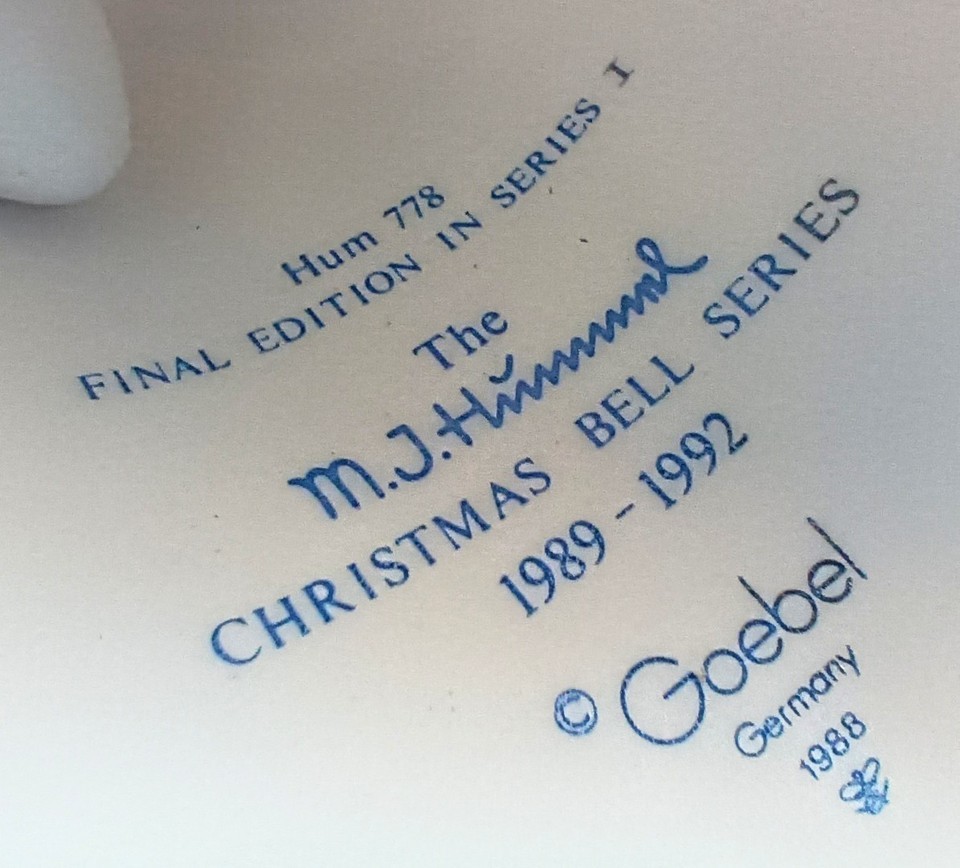 Hum 778
FINAL EDITION IN SERIES I
The
M.J.Hummel
CHRISTMAS BELL SERIES
1989 - 1992
© Goebel
Germany
1988